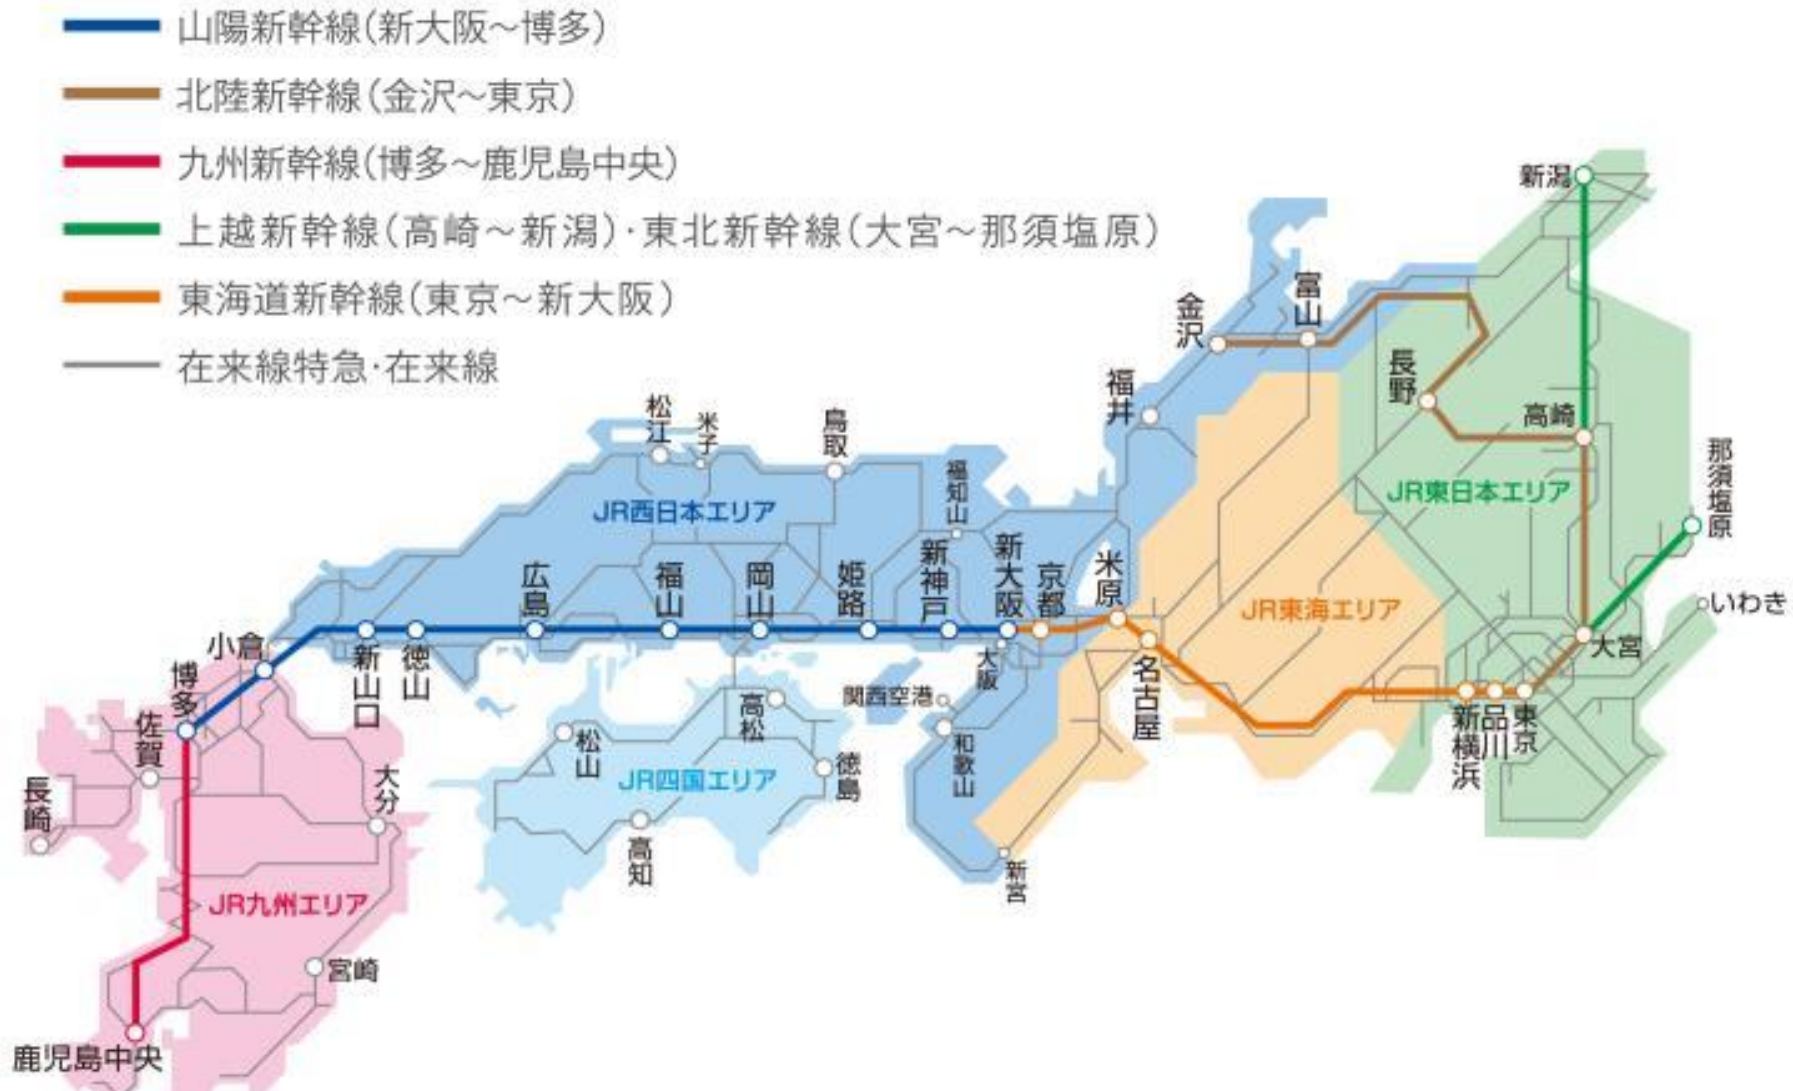 山陽新幹線(新大阪～博多)
北陸新幹線(金沢～東京)
九州新幹線(博多～鹿児島中央)
上越新幹線(高崎～新潟)・東北新幹線(大宮～那須塩原)
東海道新幹線(東京～新大阪)
在来線特急・在来線
新潟
富山
金沢
長野
福井
高崎
松江
米子
鳥取
那須塩原
福知山
JR東日本エリア
JR西日本エリア
新大阪
新神戸
米原
広島
福山
岡山
姫路
京都
JR東海エリア
いわき
小倉
大宮
新山口
徳山
大阪
名古屋
博多
関西空港
高松
新横浜
品川
東京
佐賀
松山
和歌山
徳島
大分
JR四国エリア
長崎
高知
新宮
JR九州エリア
宮崎
鹿児島中央